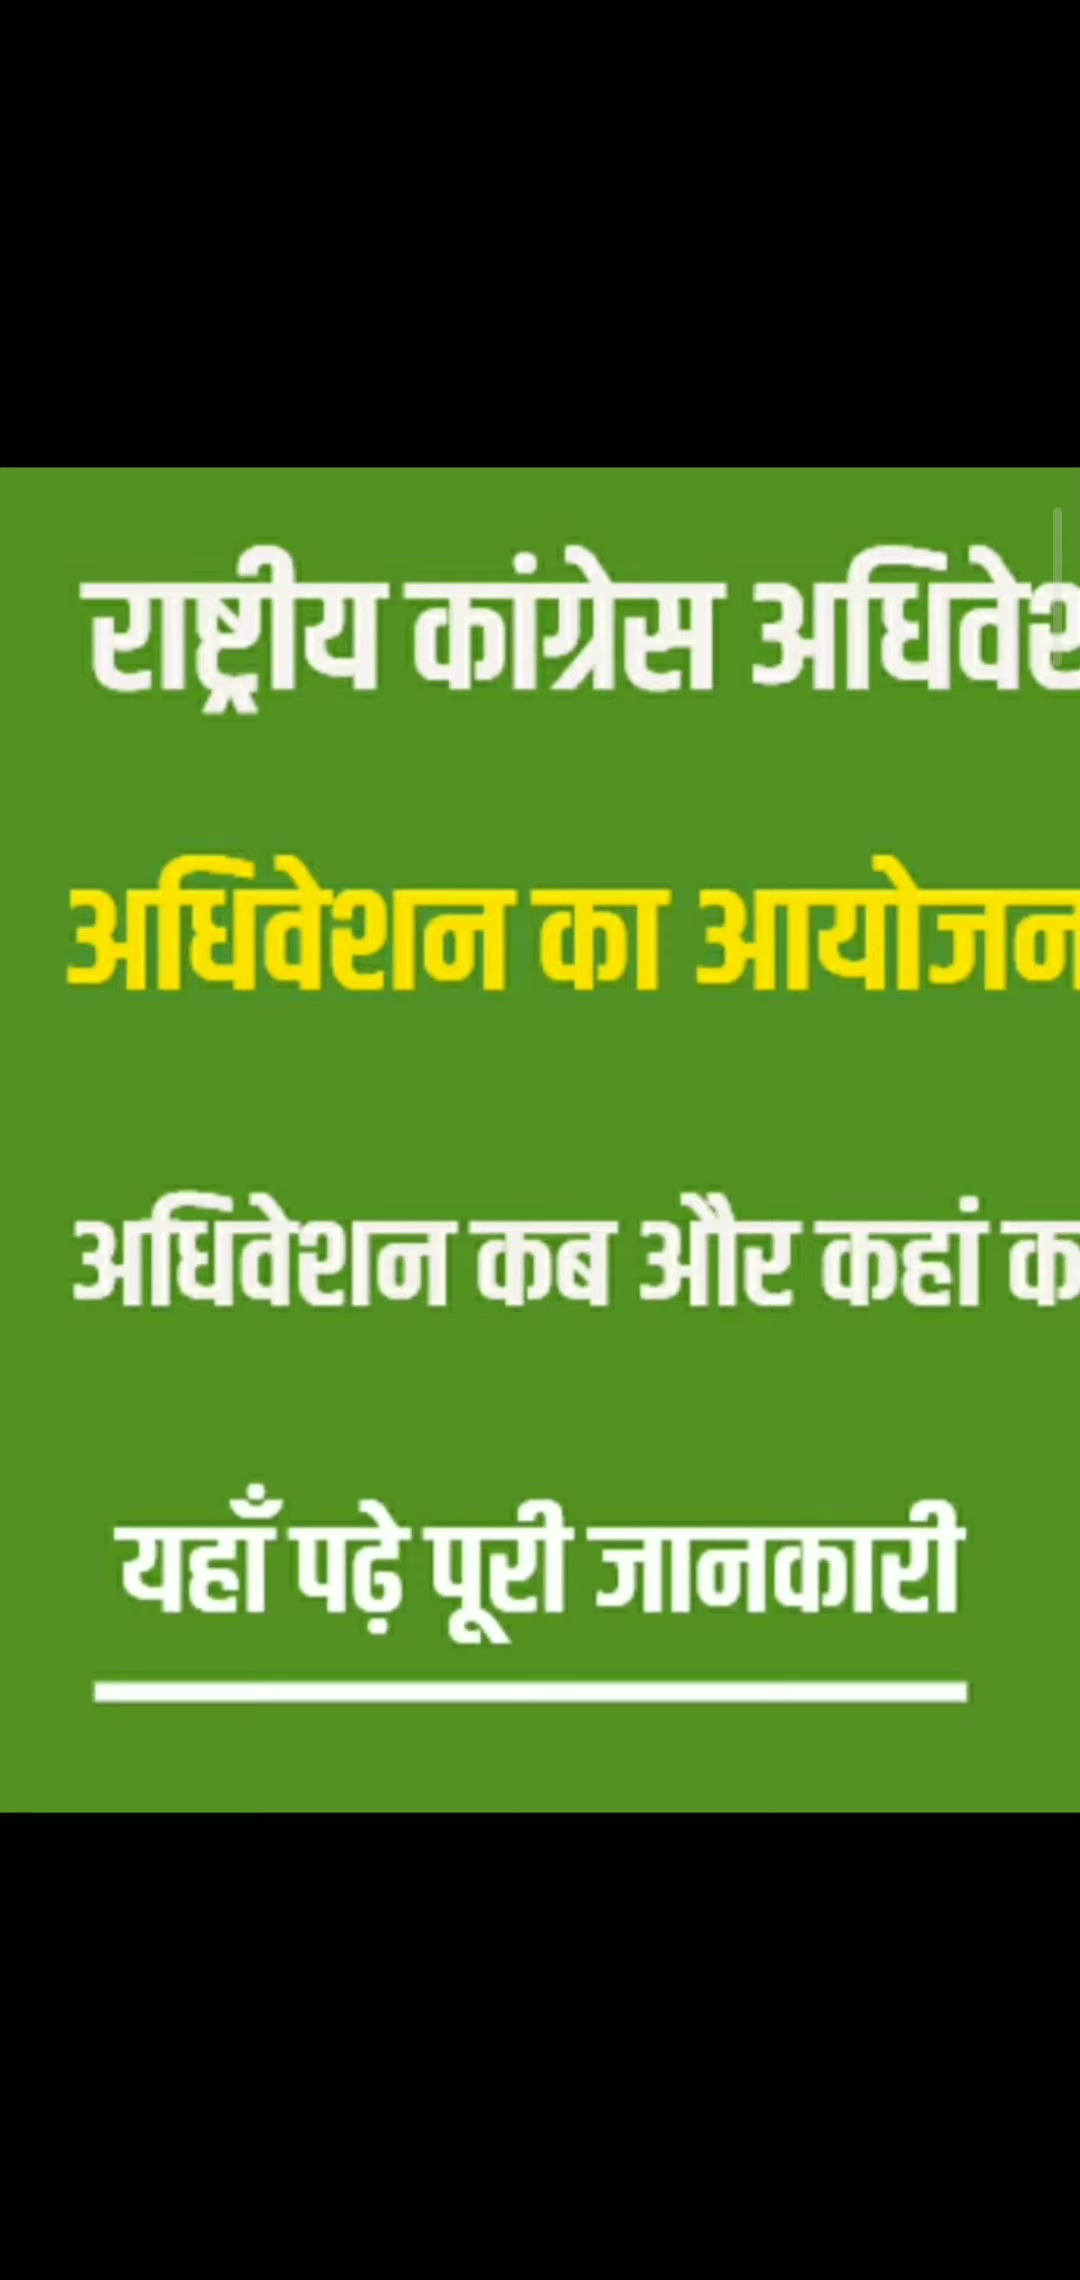 राष्ट्रीय कांग्रेस
अधिवेशन का आयोजन
अधिवेशन कब और कहां
यहाँ पढ़े पूरी जानकारी